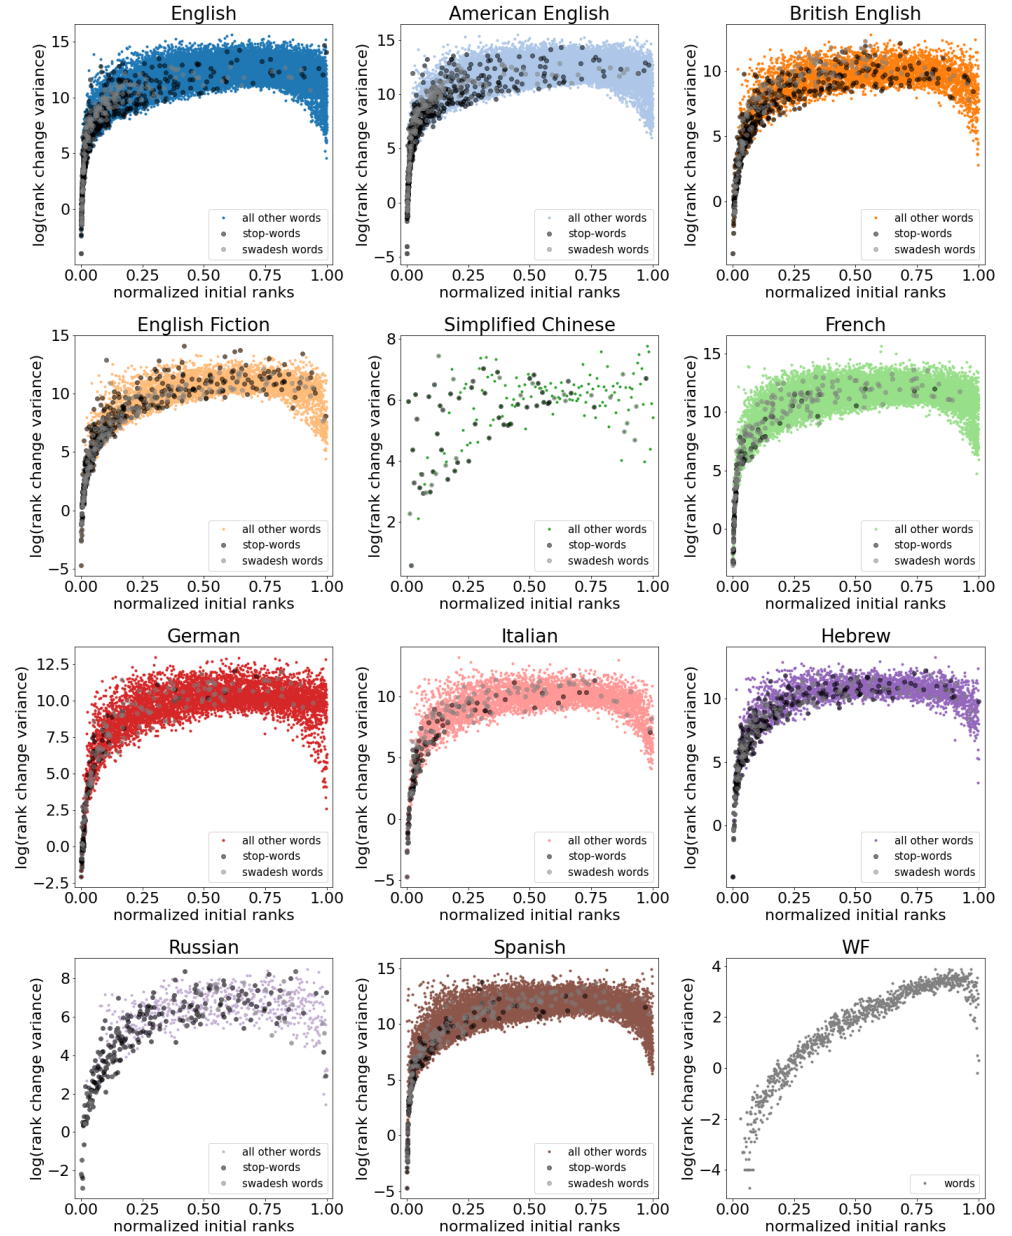 English
American English
British English
log(rank change variance)
15
10
5
0
all other words
stop-words
swadesh words
0.00 0.25 0.50 0.75 1.00
normalized initial ranks
log(rank change variance)
15
10
5
0
−5
all other words
stop-words
swadesh words
0.00 0.25 0.50 0.75 1.00
normalized initial ranks
log(rank change variance)
10
5
0
all other words
stop-words
swadesh words
0.00 0.25 0.50 0.75 1.00
normalized initial ranks
English Fiction
Simplified Chinese
French
log(rank change variance)
15
10
5
0
−5
all other words
stop-words
swadesh words
0.00 0.25 0.50 0.75 1.00
normalized initial ranks
log(rank change variance)
8
6
4
2
all other words
stop-words
swadesh words
0.00 0.25 0.50 0.75 1.00
normalized initial ranks
log(rank change variance)
15
10
5
0
all other words
stop-words
swadesh words
0.00 0.25 0.50 0.75 1.00
normalized initial ranks
German
Italian
Hebrew
log(rank change variance)
12.5
10.0
7.5
5.0
2.5
0.0
−2.5
all other words
stop-words
swadesh words
0.00 0.25 0.50 0.75 1.00
normalized initial ranks
log(rank change variance)
10
5
0
−5
all other words
stop-words
swadesh words
0.00 0.25 0.50 0.75 1.00
normalized initial ranks
log(rank change variance)
10
5
0
all other words
stop-words
swadesh words
0.00 0.25 0.50 0.75 1.00
normalized initial ranks
Russian
Spanish
WF
log(rank change variance)
8
6
4
2
0
−2
all other words
stop-words
swadesh words
0.00 0.25 0.50 0.75 1.00
normalized initial ranks
log(rank change variance)
15
10
5
0
−5
all other words
stop-words
swadesh words
0.00 0.25 0.50 0.75 1.00
normalized initial ranks
log(rank change variance)
4
2
0
−2
−4
words
0.00 0.25 0.50 0.75 1.00
normalized initial ranks